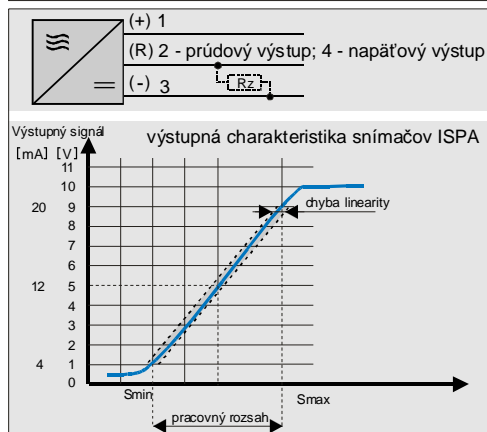 (+) 1
(R) 2 - prúdový výstup; 4 - napäťový výstup
Rz
(-) 3
Výstupný signál
výstupná charakteristika snímačov ISPA
[mA] [V]
11
10
20 9
chyba linearity
8
7
6
12 5
4
3
2
4 1
0
Smin
Smax
pracovný rozsah